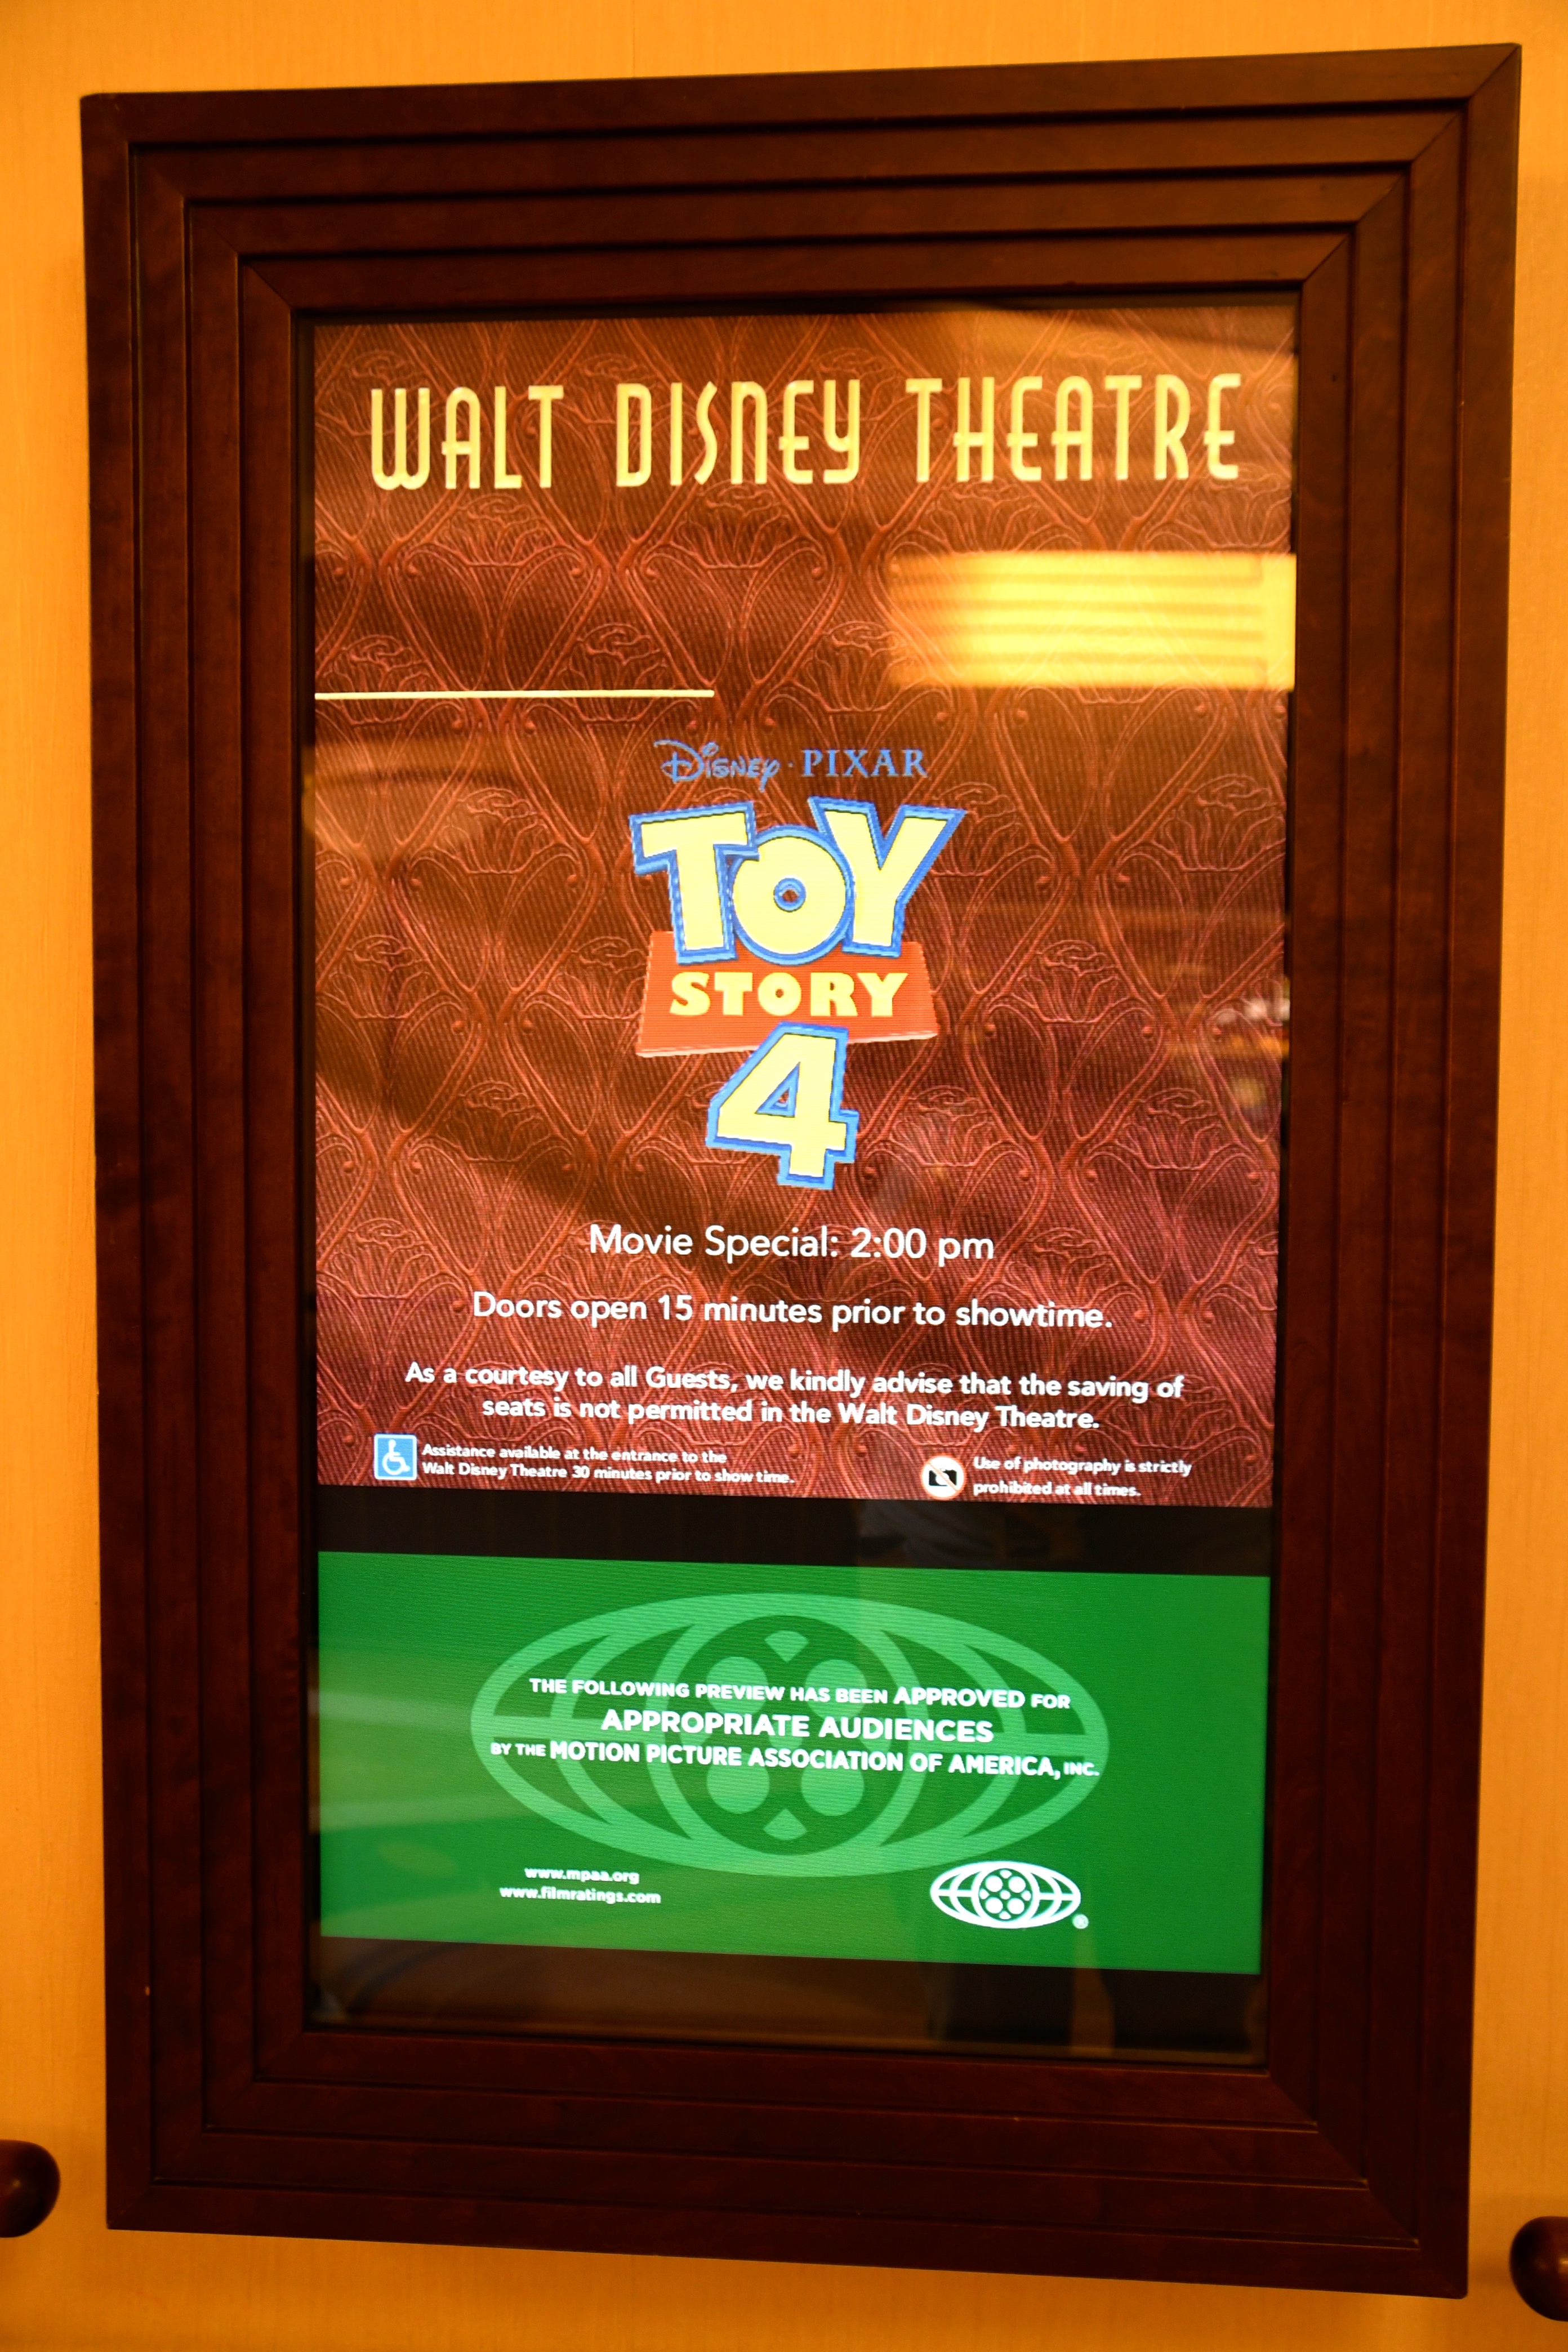 WALT DISNEY THEATRE
DISNEY · PIXAR
TOY
STORY
4
Movie Special: 2:00 pm
Doors open 15 minutes prior to showtime.
As a courtesy to all Guests, we kindly advise that the saving of
seats is not permitted in the Walt Disney Theatre.
Assistance available at the entrance to the
Walt Disney Theatre 30 minutes prior to show time.
Use of photography is strictly
prohibited at all times.
THE FOLLOWING PREVIEW HAS BEEN APPROVED FOR
APPROPRIATE AUDIENCES
BY THE MOTION PICTURE ASSOCIATION OF AMERICA, INC.
www.mpaa.org
www.filmratings.com
®